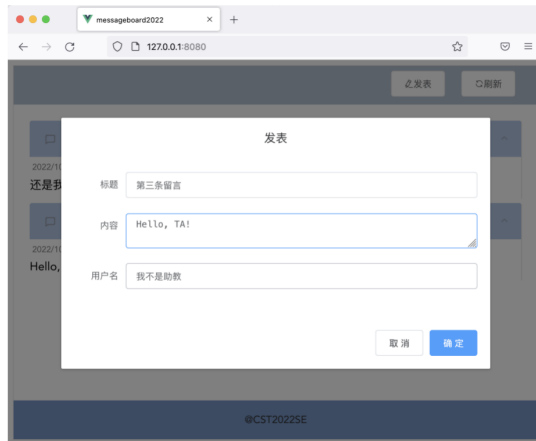 messageboard2022
127.0.0.1:8080
发表 刷新
发表
2022/10
还是我
标题 第三条留言
内容 Hello, TA!
2022/10
Hello,
用户名 我不是助教
取消 确定
@CST2022SE